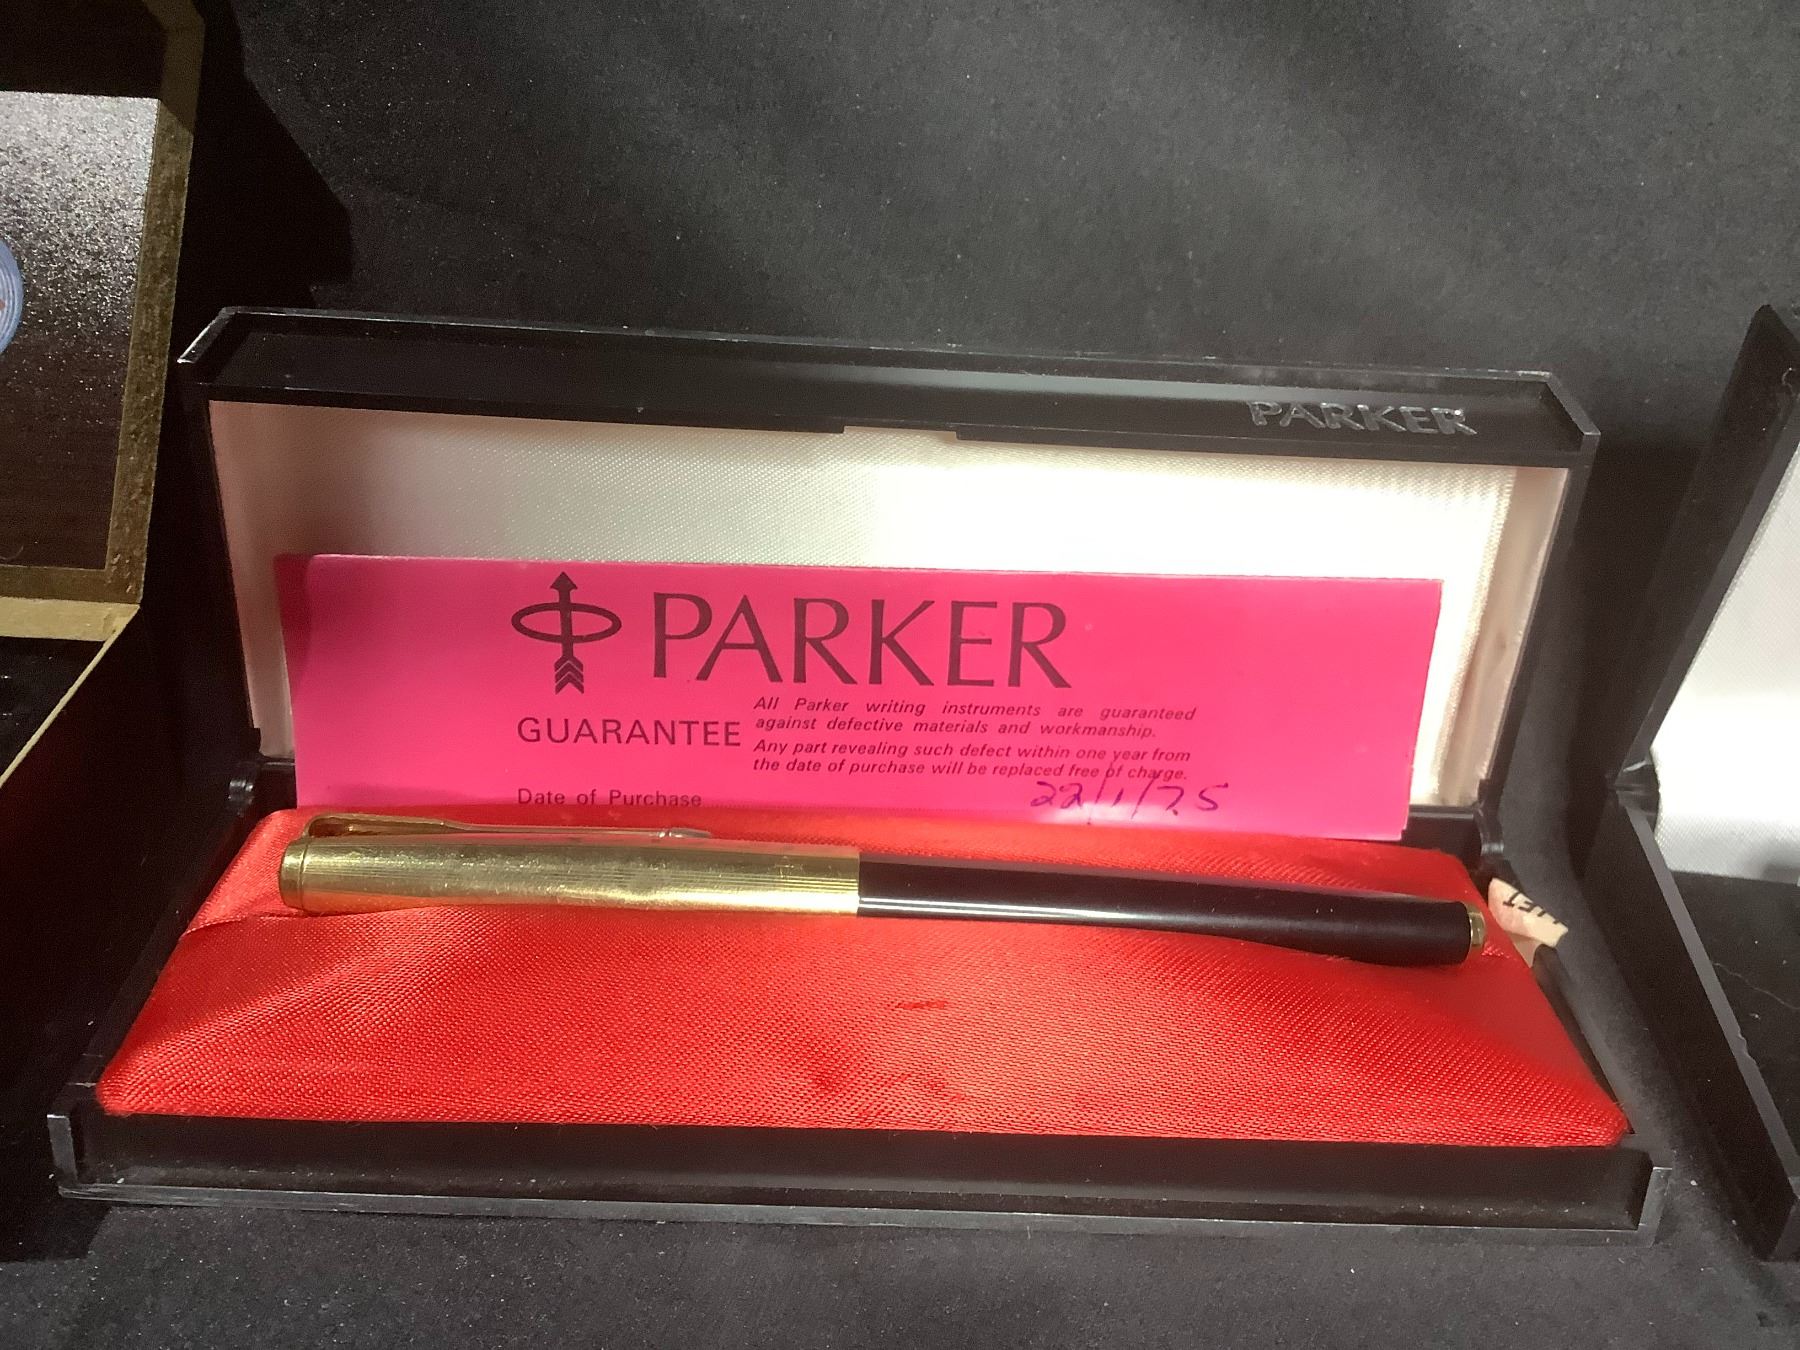 PARKER
PARKER
All Parker writing instruments are guaranteed
against defective materials and workmanship.
GUARANTEE
Any part revealing such defect within one year from
the date of purchase will be replaced free of charge.
Date of Purchase 22/1/75